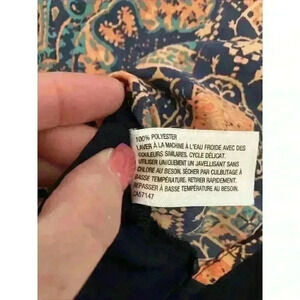 100% POLYESTER
LAVER À LA MACHINE À L'EAU FROIDE AVEC DES
COULEURS SIMILAIRES. CYCLE DÉLICAT.
UTILISER UNIQUEMENT UN JAVELLISANT SANS
CHLORE AU BESOIN. SÉCHER PAR CULBUTAGE À
BASSE TEMPÉRATURE. RETIRER RAPIDEMENT.
REPASSER À BASSE TEMPÉRATURE AU BESOIN.
CA57147